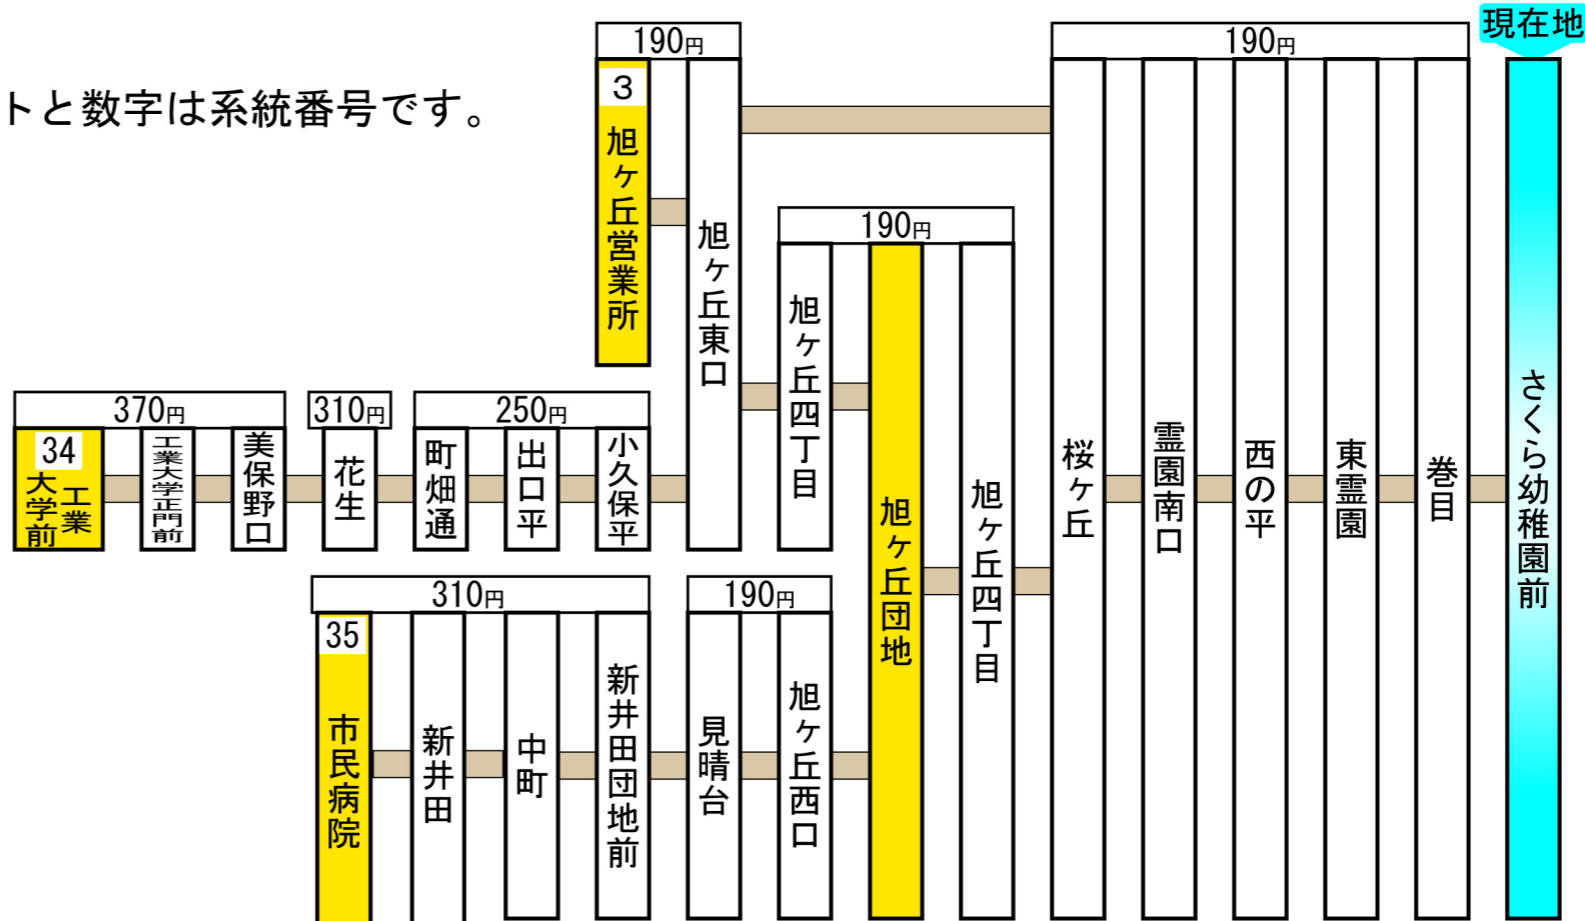 現在地
190円
190円
トと数字は系統番号です。
3
旭ヶ丘営業所
旭ヶ丘東口
190円
旭ヶ丘四丁目
旭ヶ丘団地
旭ヶ丘四丁目
桜ヶ丘
霊園南口
西の平
東霊園
巻目
さくら幼稚園前
370円
310円
250円
34
工業
大学前
工業大学正門前
美保野口
花生
町畑通
出口平
小久保平
310円
190円
35
市民病院
新井田
中町
新井田団地前
見晴台
旭ヶ丘西口